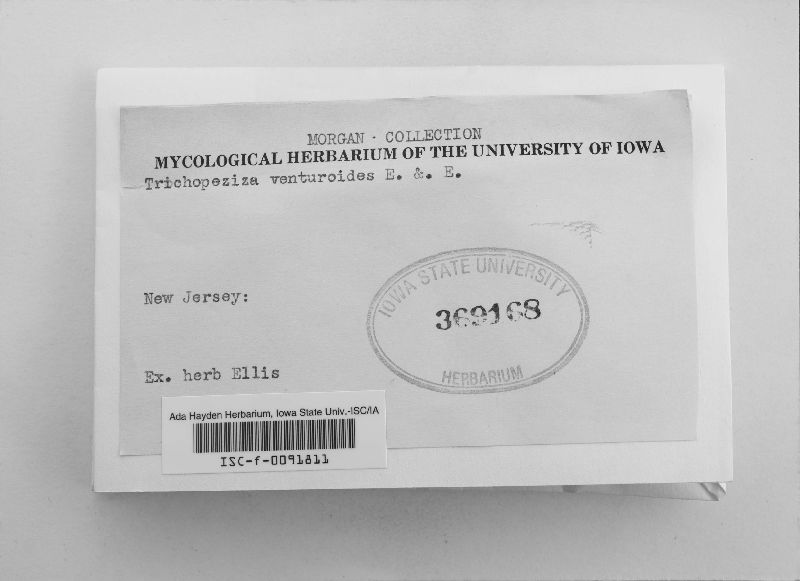 MORGAN · COLLECTION
MYCOLOGICAL HERBARIUM OF THE UNIVERSITY OF IOWA
Trichopeziza venturoides E. &. E.
New Jersey:
IOWA STATE UNIVERSITY
369168
HERBARIUM
Ex. herb Ellis
Ada Hayden Herbarium, Iowa State Univ.-ISC/IA
ISC-f-0091811